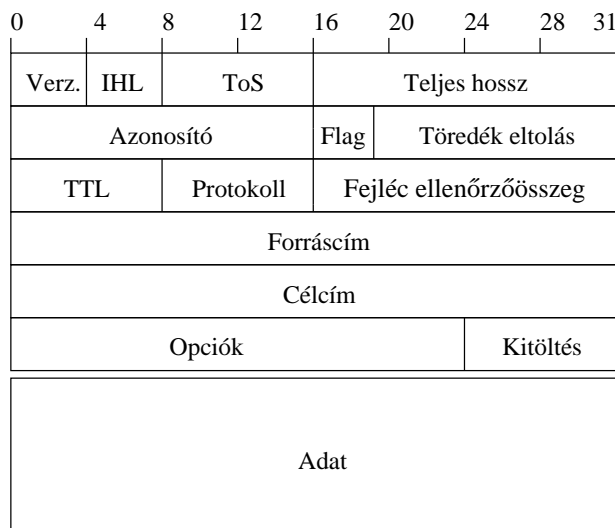 0 4 8 12 16 20 24 28 31
Verz. IHL ToS Teljes hossz
Azonosító Flag Töredék eltolás
TTL Protokoll Fejléc ellenőrzőösszeg
Forráscím
Célcím
Opciók Kitöltés
Adat